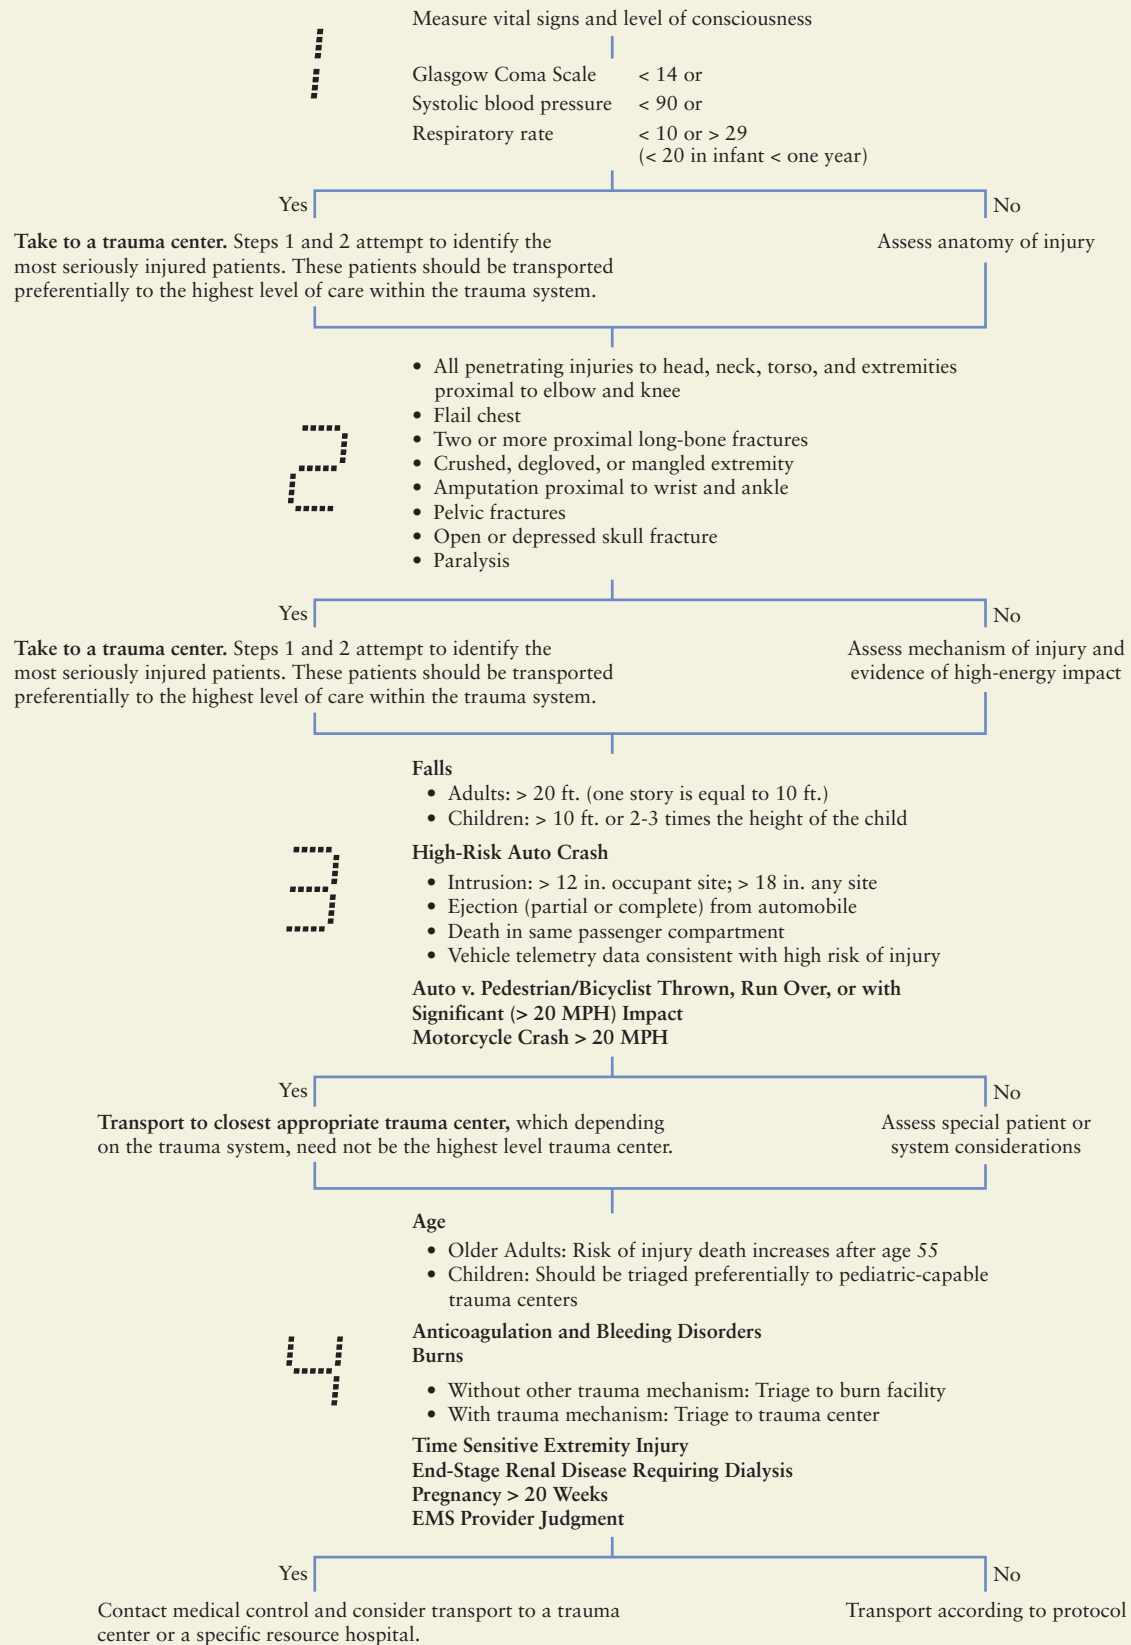 1
Measure vital signs and level of consciousness
Glasgow Coma Scale < 14 or
Systolic blood pressure < 90 or
Respiratory rate < 10 or > 29
(< 20 in infant < one year)
Yes
No
Take to a trauma center. Steps 1 and 2 attempt to identify the
most seriously injured patients. These patients should be transported
preferentially to the highest level of care within the trauma system.
Assess anatomy of injury
2
• All penetrating injuries to head, neck, torso, and extremities
proximal to elbow and knee
• Flail chest
• Two or more proximal long-bone fractures
• Crushed, degloved, or mangled extremity
• Amputation proximal to wrist and ankle
• Pelvic fractures
• Open or depressed skull fracture
• Paralysis
Yes
No
Take to a trauma center. Steps 1 and 2 attempt to identify the
most seriously injured patients. These patients should be transported
preferentially to the highest level of care within the trauma system.
Assess mechanism of injury and
evidence of high-energy impact
3
Falls
• Adults: > 20 ft. (one story is equal to 10 ft.)
• Children: > 10 ft. or 2-3 times the height of the child
High-Risk Auto Crash
• Intrusion: > 12 in. occupant site; > 18 in. any site
• Ejection (partial or complete) from automobile
• Death in same passenger compartment
• Vehicle telemetry data consistent with high risk of injury
Auto v. Pedestrian/Bicyclist Thrown, Run Over, or with
Significant (> 20 MPH) Impact
Motorcycle Crash > 20 MPH
Yes
No
Transport to closest appropriate trauma center, which depending
on the trauma system, need not be the highest level trauma center.
Assess special patient or
system considerations
4
Age
• Older Adults: Risk of injury death increases after age 55
• Children: Should be triaged preferentially to pediatric-capable
trauma centers
Anticoagulation and Bleeding Disorders
Burns
• Without other trauma mechanism: Triage to burn facility
• With trauma mechanism: Triage to trauma center
Time Sensitive Extremity Injury
End-Stage Renal Disease Requiring Dialysis
Pregnancy > 20 Weeks
EMS Provider Judgment
Yes
No
Contact medical control and consider transport to a trauma
center or a specific resource hospital.
Transport according to protocol